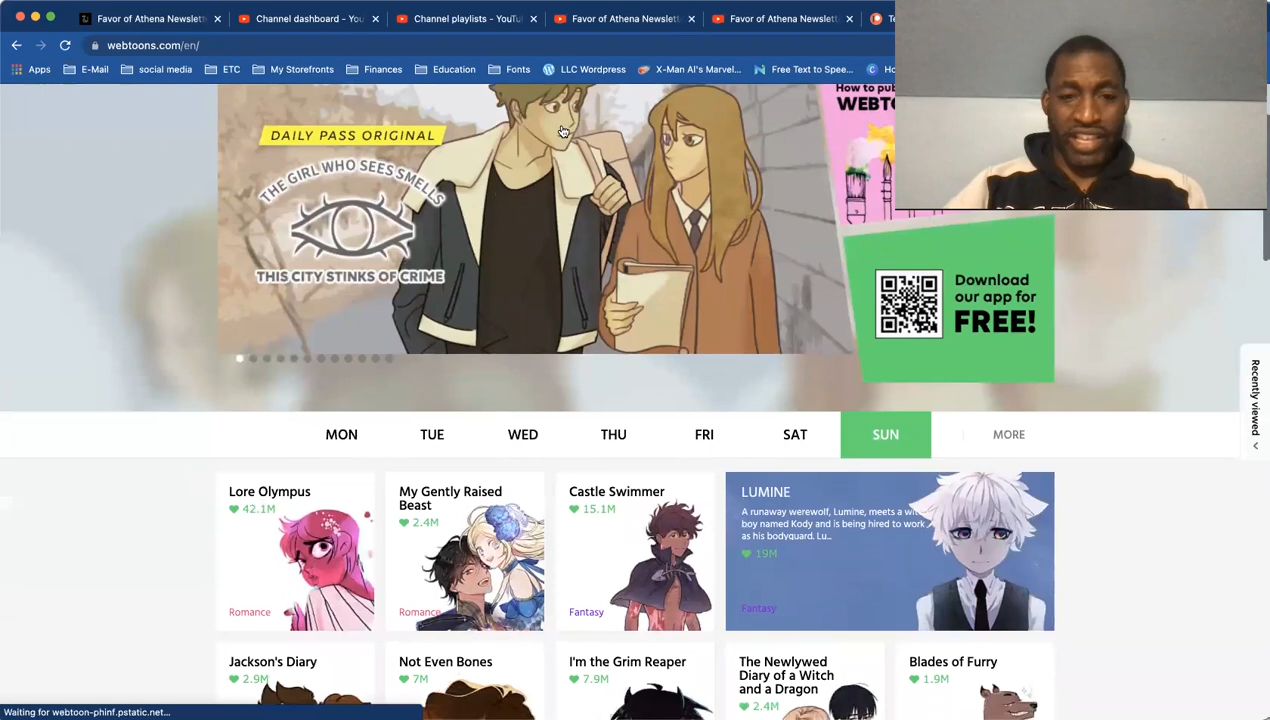 Favor of Athena Newslett
Channel dashboard - You
Channel playlists - YouTu
Favor of Athena Newslett
Favor of Athena Newslett
webtoons.com/en/
Apps
E-Mail
social media
ETC
My Storefronts
Finances
Education
Fonts
LLC Wordpress
X-Man Al's Marvel...
Free Text to Spee...
DAILY PASS ORIGINAL
THE GIRL WHO SEES SMELLS
THIS CITY STINKS OF CRIME
How to pub
WEBTO
Download
our app for
FREE!
Recently viewed
MON
TUE
WED
THU
FRI
SAT
SUN
MORE
Lore Olympus
42.1M
Romance
My Gently Raised
Beast
2.4M
Romance
Castle Swimmer
15.1M
Fantasy
LUMINE
A runaway werewolf, Lumine, meets a wit
boy named Kody and is being hired to work
as his bodyguard. Lu...
19M
Fantasy
Jackson's Diary
2.9M
Not Even Bones
7M
I'm the Grim Reaper
7.9M
The Newlywed
Diary of a Witch
and a Dragon
2.4M
Blades of Furry
1.9M
Waiting for webtoon-phinf.pstatic.net...